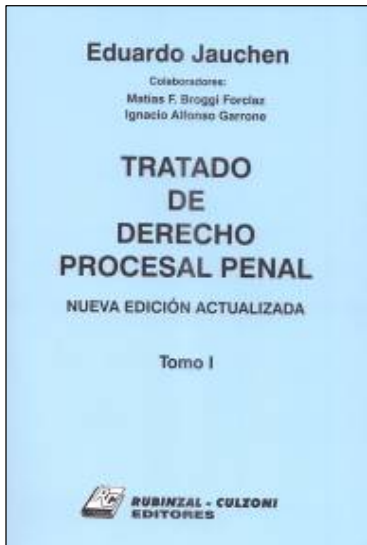 Eduardo Jauchen
Colaboradores:
Matías F. Broggi Forclaz
Ignacio Alfonso Garrone
TRATADO
DE
DERECHO
PROCESAL PENAL
NUEVA EDICIÓN ACTUALIZADA
Tomo I
RUBINZAL - CULZONI
EDITORES